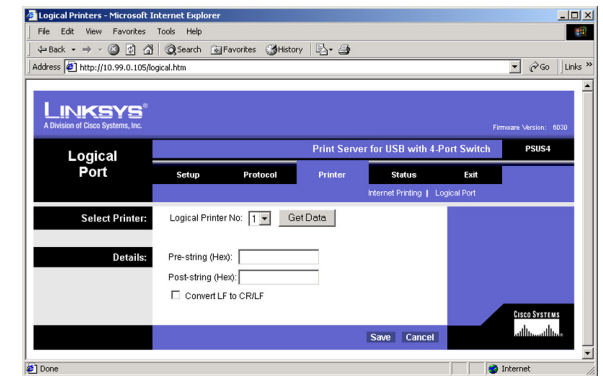 Logical Printers - Microsoft Internet Explorer
File Edit View Favorites Tools Help
Back Search Favorites History
Address http://10.99.0.105/logical.htm Go Links »
LINKSYS®
A Division of Cisco Systems, Inc.
Firmware Version: 6030
Logical Port
Print Server for USB with 4-Port Switch PSUS4
Setup Protocol Printer Status Exit
Internet Printing | Logical Port
Select Printer: Logical Printer No: 1 Get Data
Details: Pre-string (Hex):
Post-string (Hex):
Convert LF to CR/LF
CISCO SYSTEMS
Save Cancel
Done Internet